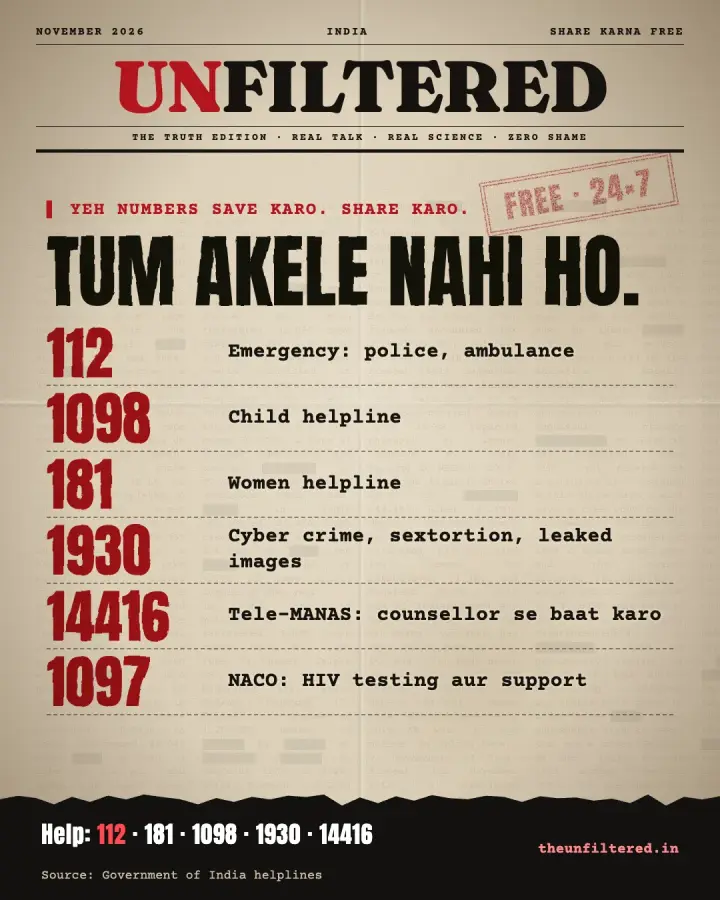 NOVEMBER 2026 INDIA SHARE KARNA FREE
UNFILTERED
THE TRUTH EDITION · REAL TALK · REAL SCIENCE · ZERO SHAME
FREE · 24×7
YEH NUMBERS SAVE KARO. SHARE KARO.
TUM AKELE NAHI HO.
112 Emergency: police, ambulance
1098 Child helpline
181 Women helpline
1930 Cyber crime, sextortion, leaked
images
14416 Tele-MANAS: counsellor se baat karo
1097 NACO: HIV testing aur support
Help: 112 · 181 · 1098 · 1930 · 14416
theunfiltered.in
Source: Government of India helplines